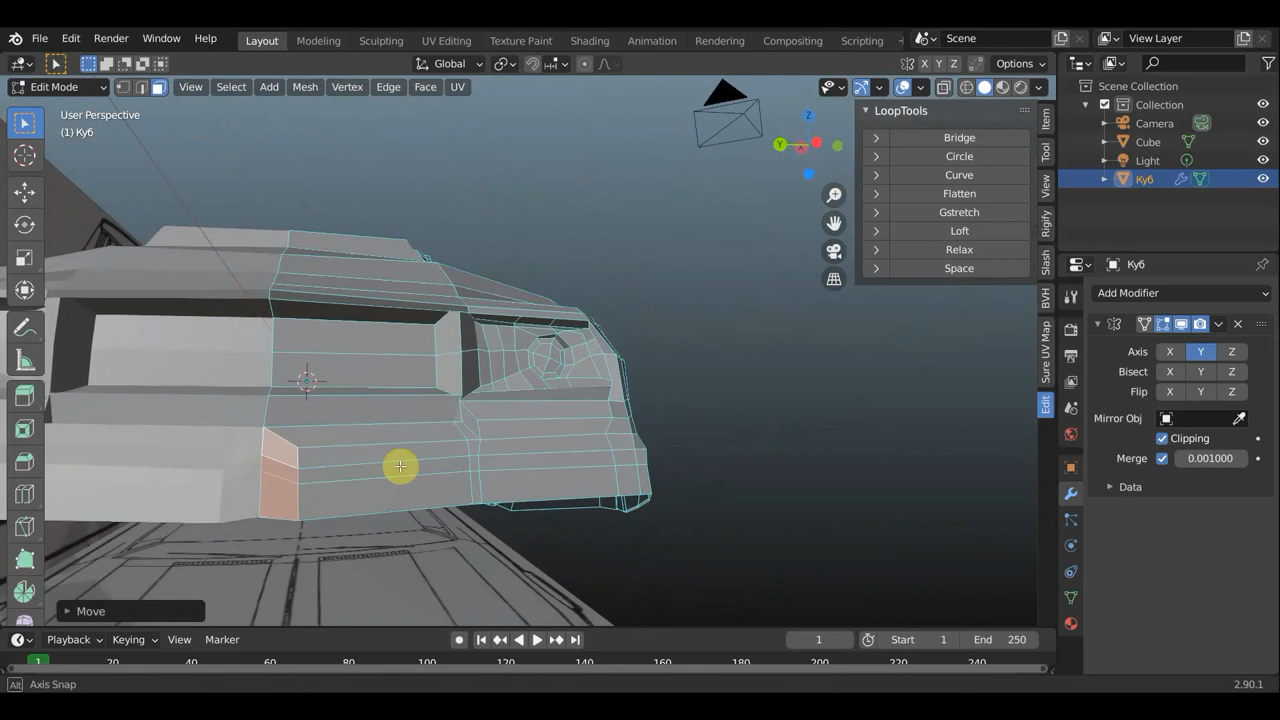 File Edit Render Window Help
Layout Modeling Sculpting UV Editing Texture Paint Shading Animation Rendering Compositing Scripting
Scene
View Layer
Global
X Y Z
Options
Edit Mode
View Select Add Mesh Vertex Edge Face UV
User Perspective
(1) Куб
LoopTools
Bridge
Circle
Curve
Flatten
Gstretch
Loft
Relax
Space
Item
Tool
View
Rigify
Slash
BVH
Sure UV Map
Edit
Z
Y
X
Scene Collection
Collection
Camera
Cube
Light
Куб
Куб
Add Modifier
Axis X Y Z
Bisect X Y Z
Flip X Y Z
Mirror Obj
Clipping
Merge 0.001000
Data
Move
Playback Keying View Marker
1
Start 1
End 250
1 20 40 60 80 100 120 140 160 180 200 220 240
Alt Axis Snap
2.90.1